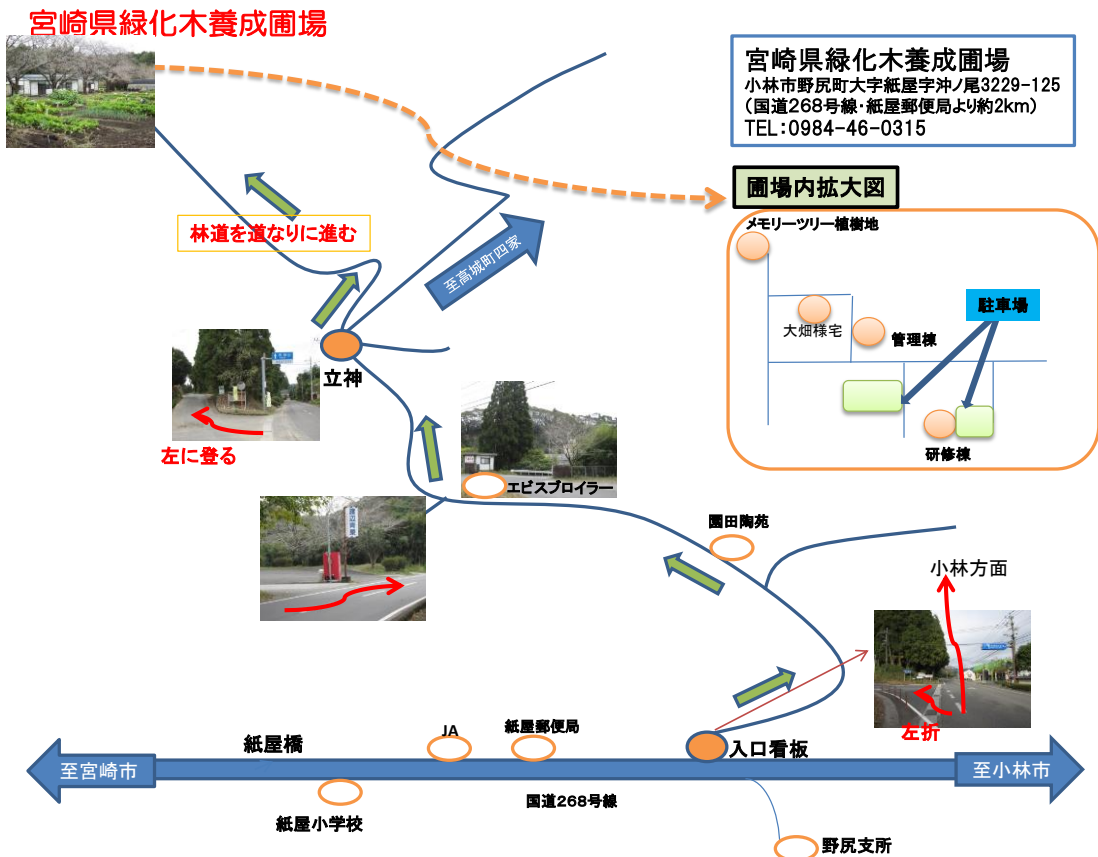 宮崎県緑化木養成圃場
宮崎県緑化木養成圃場
小林市野尻町大字紙屋字沖ノ尾3229-125
(国道268号線・紙屋郵便局より約2km)
TEL:0984-46-0315
圃場内拡大図
メモリーツリー植樹地
大畑様宅
管理棟
駐車場
研修棟
林道を道なりに進む
至高城町四家
立神
左に登る
エビスブロイラー
園田陶苑
小林方面
左折
入口看板
紙屋郵便局
JA
紙屋橋
至宮崎市
至小林市
国道268号線
紙屋小学校
野尻支所